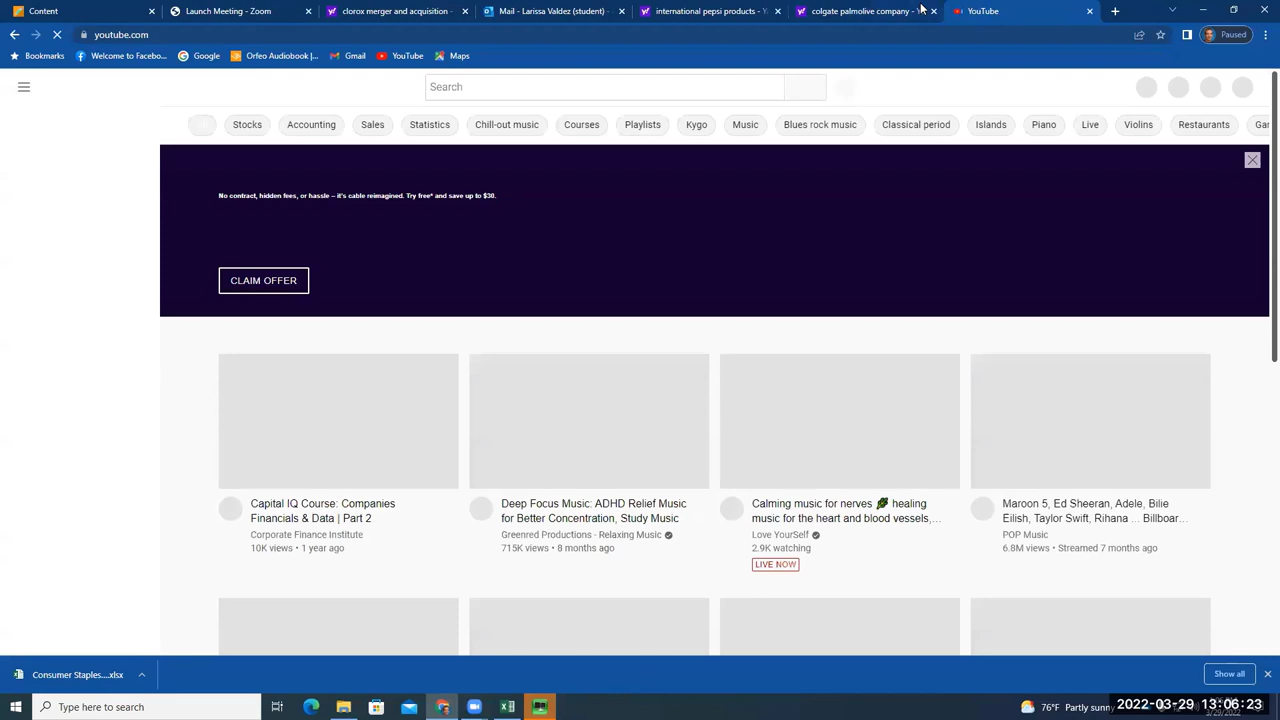 Content
Launch Meeting - Zoom
clorox merger and acquisition -
Mail - Larissa Valdez (student) -
international pepsi products -
colgate palmolive company -
YouTube
youtube.com
Paused
Bookmarks
Welcome to Facebo...
Google
Orfeo Audiobook |...
Gmail
YouTube
Maps
Search
Stocks
Accounting
Sales
Statistics
Chill-out music
Courses
Playlists
Kygo
Music
Blues rock music
Classical period
Islands
Piano
Live
Violins
Restaurants
No contract, hidden fees, or hassle – it's cable reimagined. Try free* and save up to $30.
CLAIM OFFER
Capital IQ Course: Companies
Financials & Data | Part 2
Corporate Finance Institute
10K views • 1 year ago
Deep Focus Music: ADHD Relief Music
for Better Concentration, Study Music
Greenred Productions - Relaxing Music
715K views • 8 months ago
Calming music for nerves 🌿 healing
music for the heart and blood vessels,...
Love YourSelf
2.9K watching
LIVE NOW
Maroon 5, Ed Sheeran, Adele, Bilie
Eilish, Taylor Swift, Rihana ... Billboar...
POP Music
6.8M views • Streamed 7 months ago
Consumer Staples....xlsx
Show all
Type here to search
76°F Partly sunny
2022-03-29 13:06:23